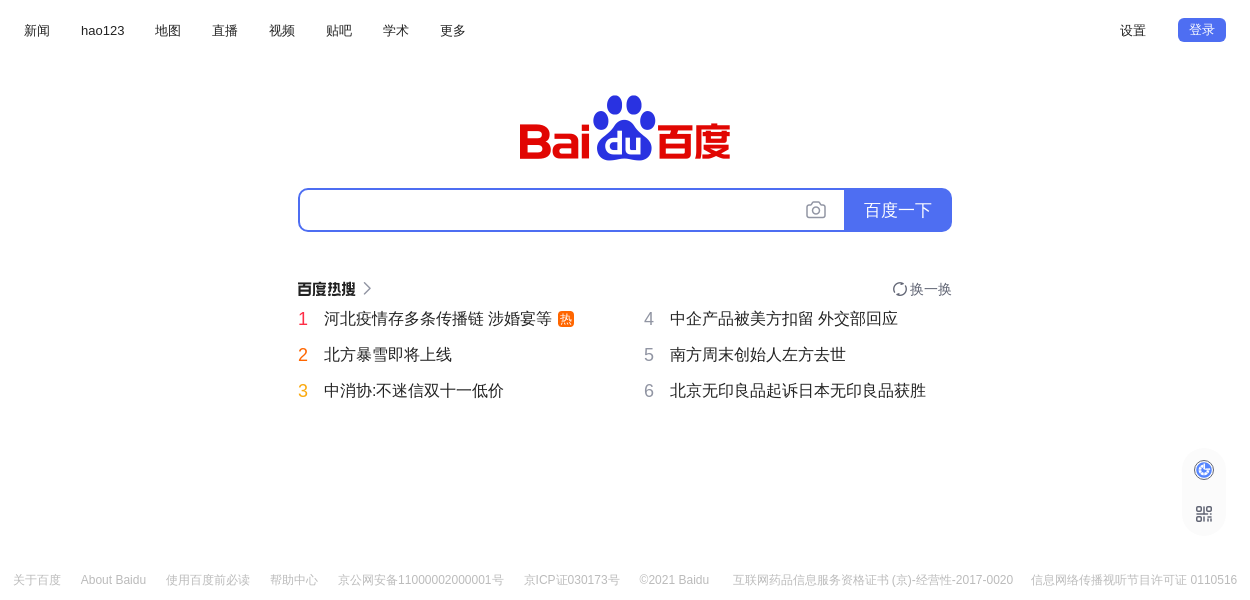 新闻 hao123 地图 直播 视频 贴吧 学术 更多 设置 登录
Bai du 百度
百度一下
百度热搜 换一换
1 河北疫情存多条传播链 涉婚宴等 热
4 中企产品被美方扣留 外交部回应
2 北方暴雪即将上线
5 南方周末创始人左方去世
3 中消协:不迷信双十一低价
6 北京无印良品起诉日本无印良品获胜
关于百度 About Baidu 使用百度前必读 帮助中心 京公网安备11000002000001号 京ICP证030173号 ©2021 Baidu 互联网药品信息服务资格证书 (京)-经营性-2017-0020 信息网络传播视听节目许可证 0110516